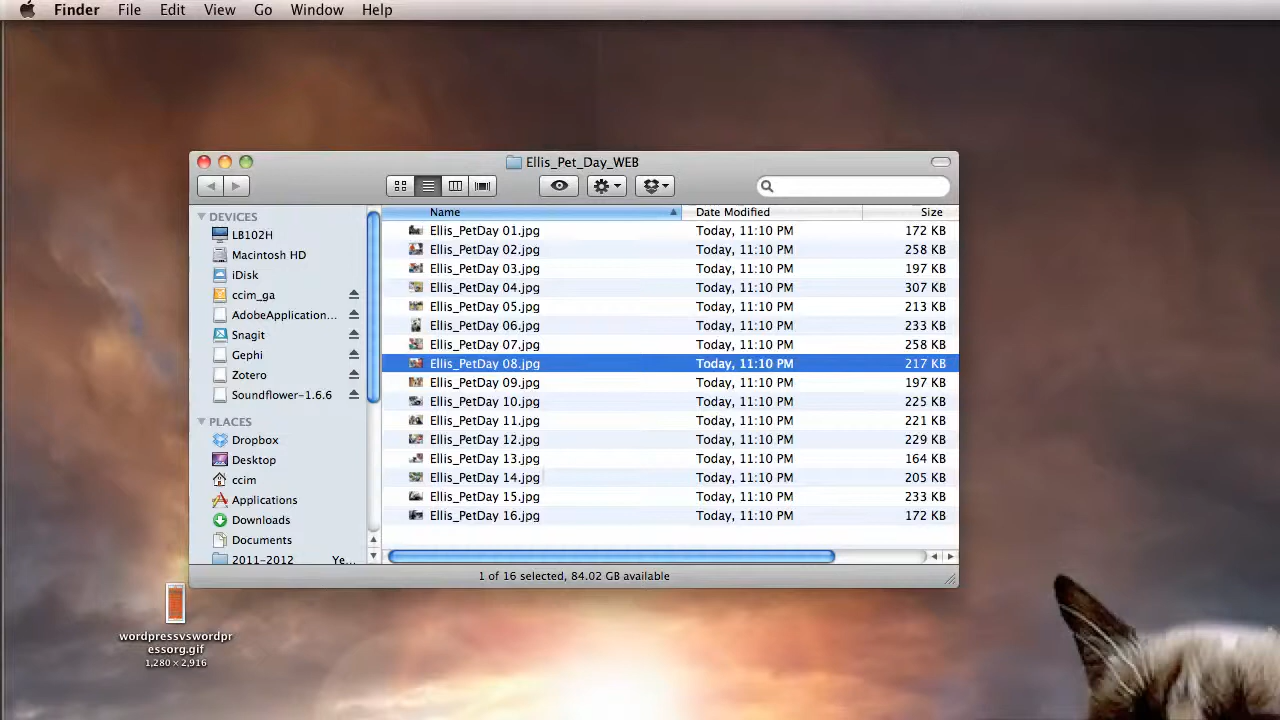 Finder File Edit View Go Window Help
Ellis_Pet_Day_WEB
DEVICES
LB102H
Macintosh HD
iDisk
ccim_ga
AdobeApplication...
Snagit
Gephi
Zotero
Soundflower-1.6.6
PLACES
Dropbox
Desktop
ccim
Applications
Downloads
Documents
2011-2012 Ye...
Name Date Modified Size
Ellis_PetDay 01.jpg Today, 11:10 PM 172 KB
Ellis_PetDay 02.jpg Today, 11:10 PM 258 KB
Ellis_PetDay 03.jpg Today, 11:10 PM 197 KB
Ellis_PetDay 04.jpg Today, 11:10 PM 307 KB
Ellis_PetDay 05.jpg Today, 11:10 PM 213 KB
Ellis_PetDay 06.jpg Today, 11:10 PM 233 KB
Ellis_PetDay 07.jpg Today, 11:10 PM 258 KB
Ellis_PetDay 08.jpg Today, 11:10 PM 217 KB
Ellis_PetDay 09.jpg Today, 11:10 PM 197 KB
Ellis_PetDay 10.jpg Today, 11:10 PM 225 KB
Ellis_PetDay 11.jpg Today, 11:10 PM 221 KB
Ellis_PetDay 12.jpg Today, 11:10 PM 229 KB
Ellis_PetDay 13.jpg Today, 11:10 PM 164 KB
Ellis_PetDay 14.jpg Today, 11:10 PM 205 KB
Ellis_PetDay 15.jpg Today, 11:10 PM 233 KB
Ellis_PetDay 16.jpg Today, 11:10 PM 172 KB
1 of 16 selected, 84.02 GB available
wordpressvswordpr
essorg.gif
1,280 × 2,916